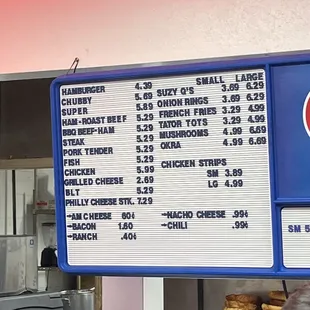 HAMBURGER 4.39
CHUBBY 5.69
SUPER 5.89
HAM-ROAST BEEF 5.29
BBQ BEEF-HAM 5.29
STEAK 5.29
PORK TENDER 5.29
FISH 5.29
CHICKEN 5.99
GRILLED CHEESE 2.69
BLT 5.29
PHILLY CHEESE STK. 7.29
AM CHEESE 60¢
BACON 1.60
RANCH .40¢
SMALL LARGE
SUZY Q'S 3.69 6.29
ONION RINGS 3.69 6.29
FRENCH FRIES 3.29 4.99
TATOR TOTS 3.29 4.99
MUSHROOMS 4.99 6.69
OKRA 4.99 6.69
CHICKEN STRIPS
SM 3.89
LG 4.99
NACHO CHEESE .99¢
CHILI .99¢
SM 5